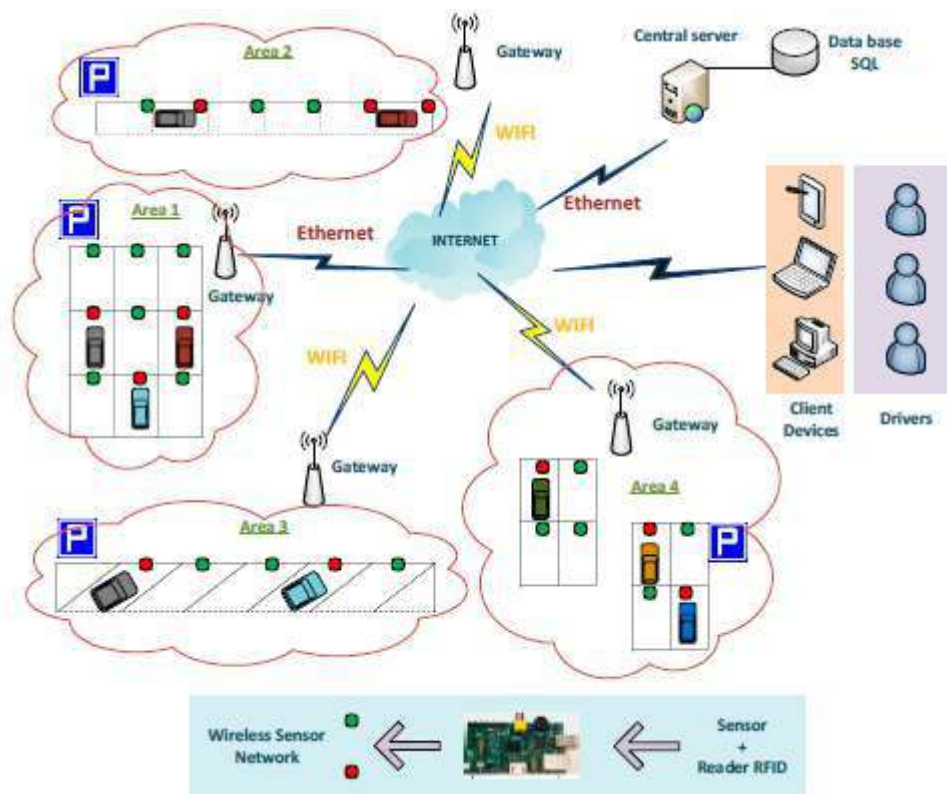 Area 2
P
Gateway
Central server
Data base
SQL
WIFI
Area 1
P
Ethernet
INTERNET
Ethernet
Gateway
WIFI
WIFI
Client
Devices
Drivers
Gateway
Gateway
Area 3
P
Area 4
P
Wireless Sensor
Network
Sensor
+
Reader RFID